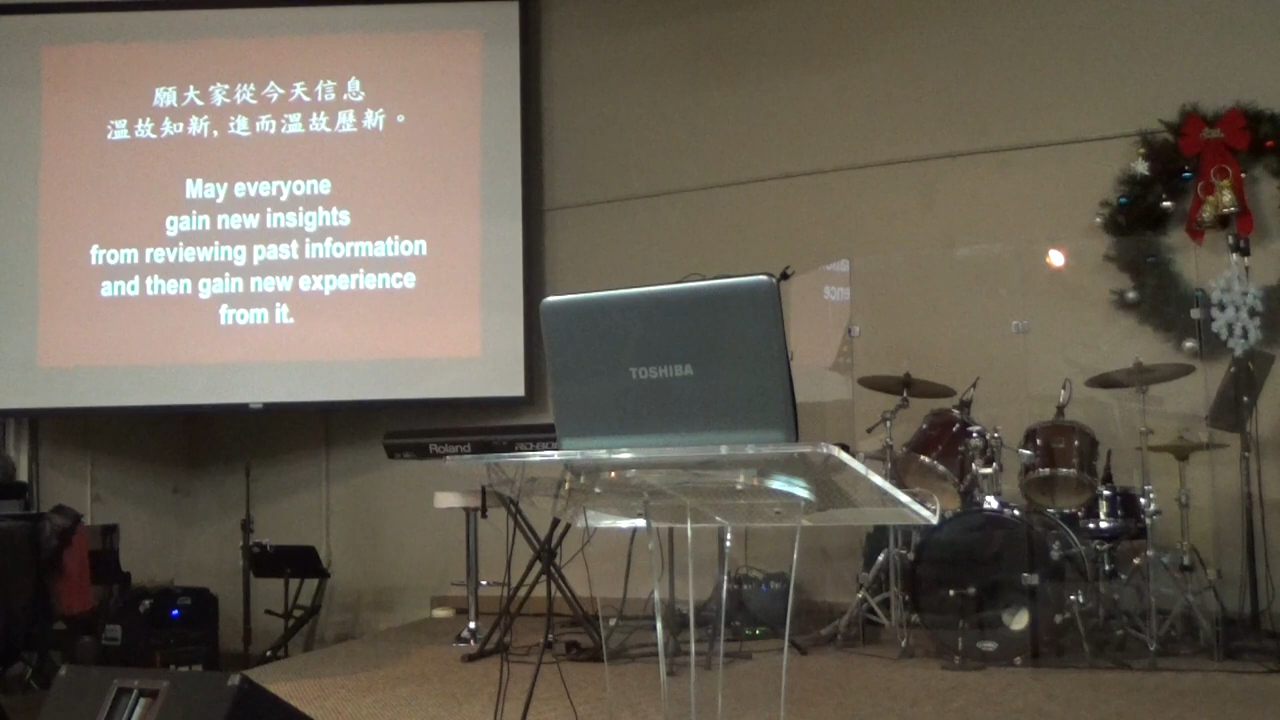 願大家從今天信息
溫故知新, 進而溫故歷新。
May everyone
gain new insights
from reviewing past information
and then gain new experience
from it.
TOSHIBA
Roland